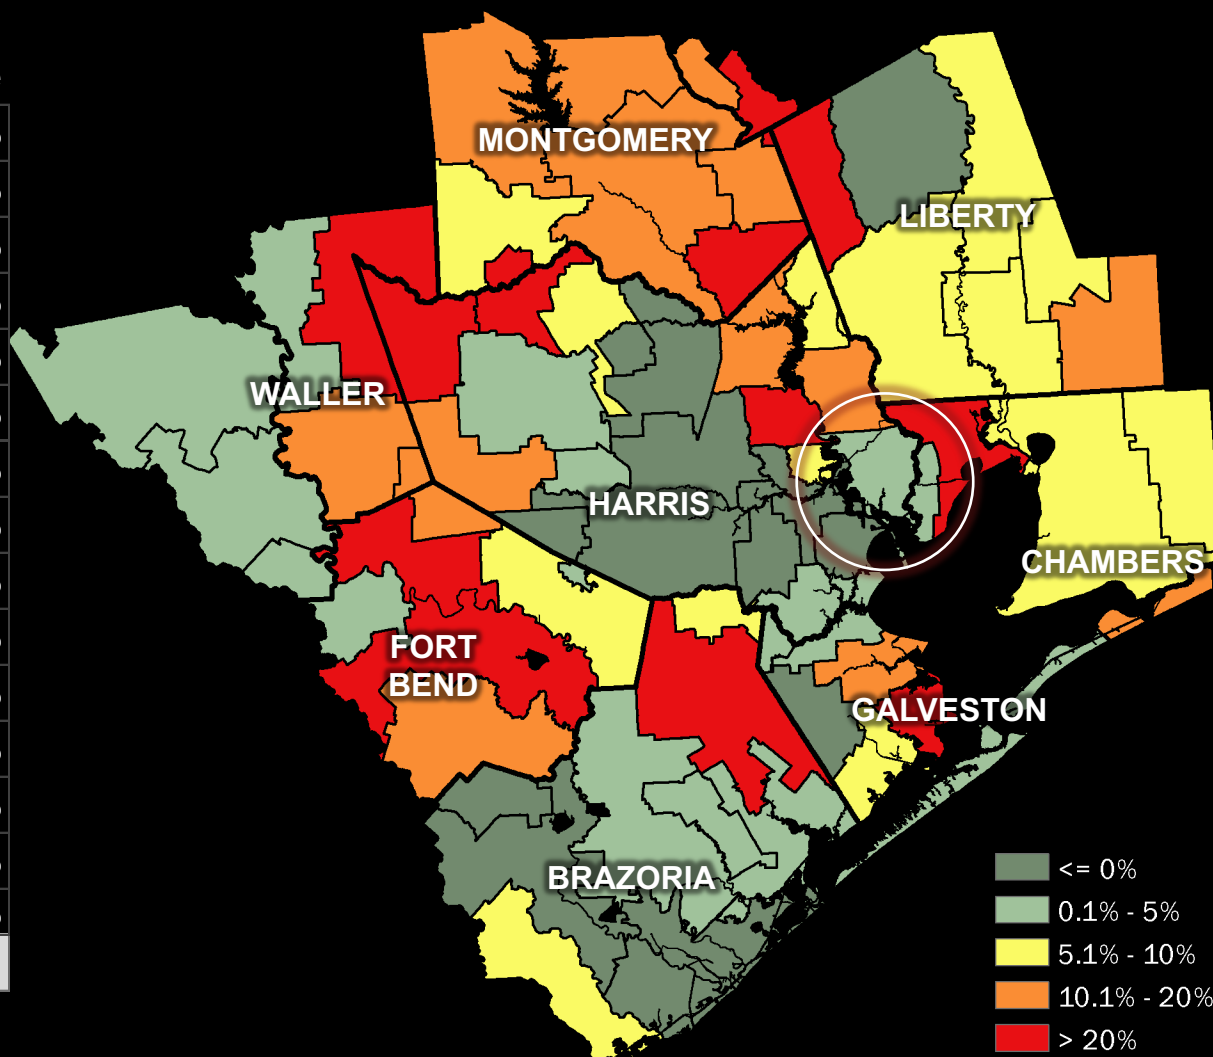 MONTGOMERY
LIBERTY
WALLER
HARRIS
CHAMBERS
FORT
BEND
GALVESTON
BRAZORIA
<= 0%
0.1% - 5%
5.1% - 10%
10.1% - 20%
> 20%